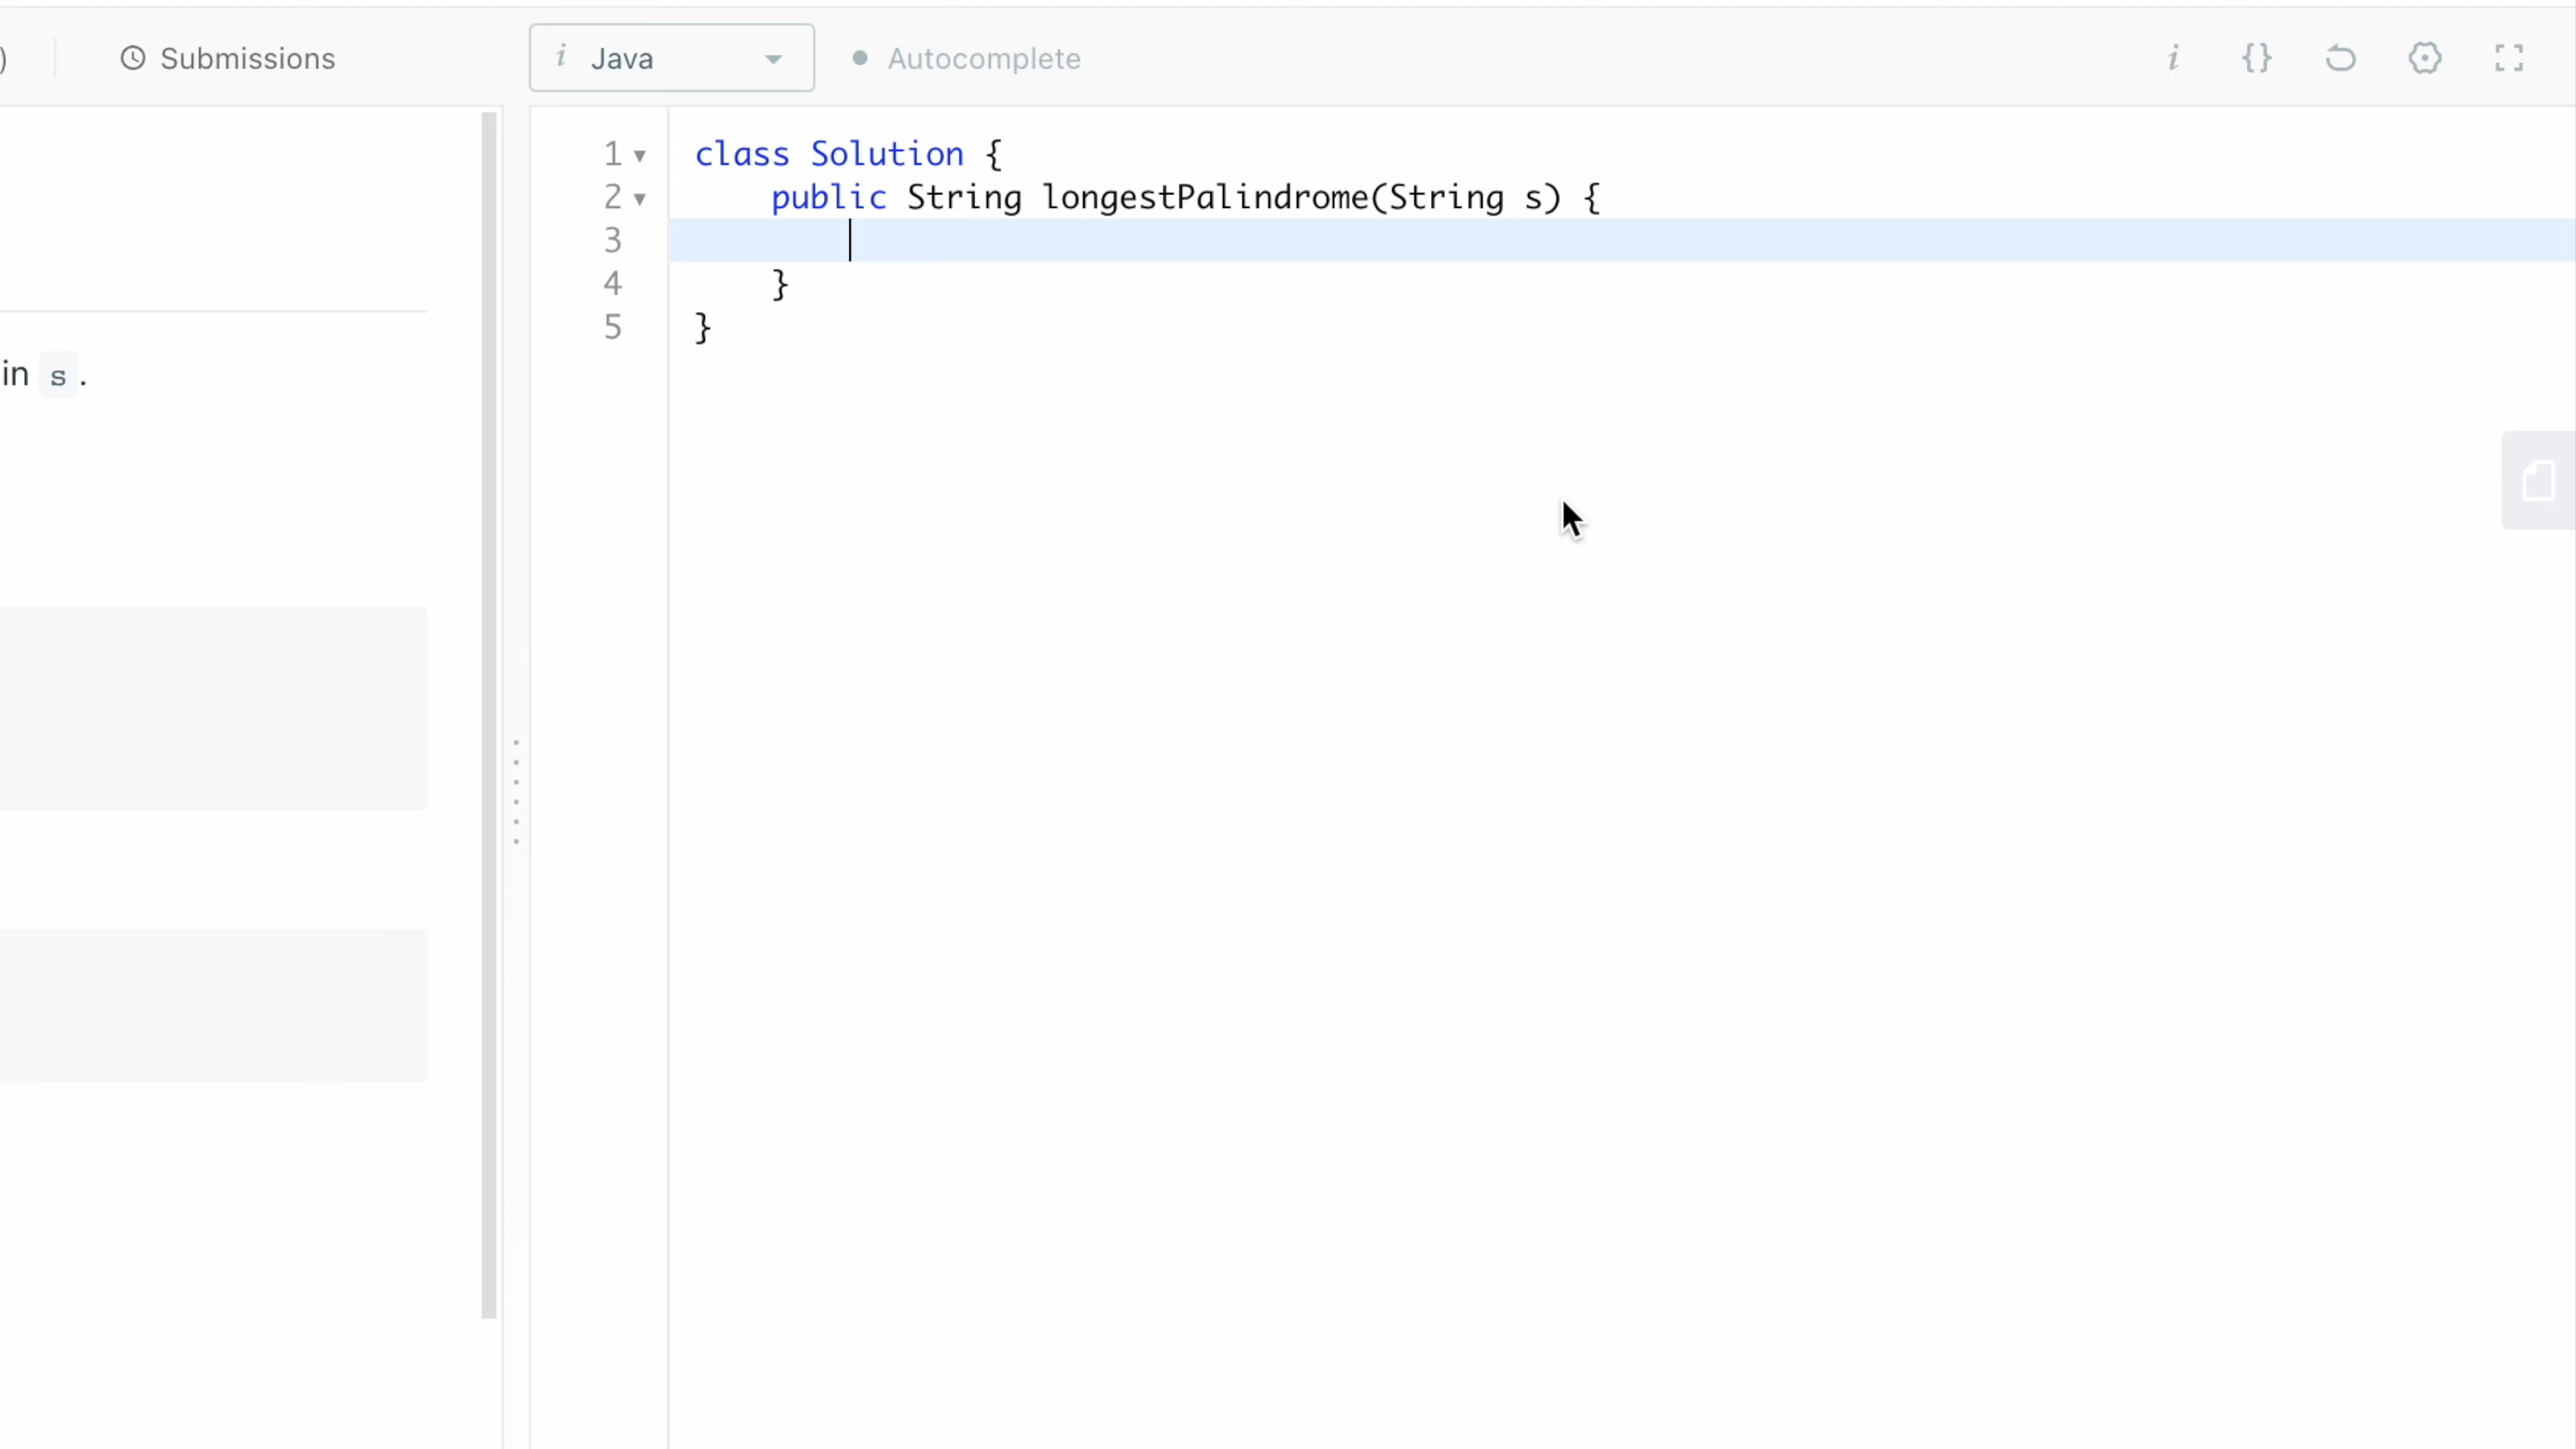 ) Submissions i Java Autocomplete i {}
1 class Solution {
2 public String longestPalindrome(String s) {
3
4 }
5 }
in s .